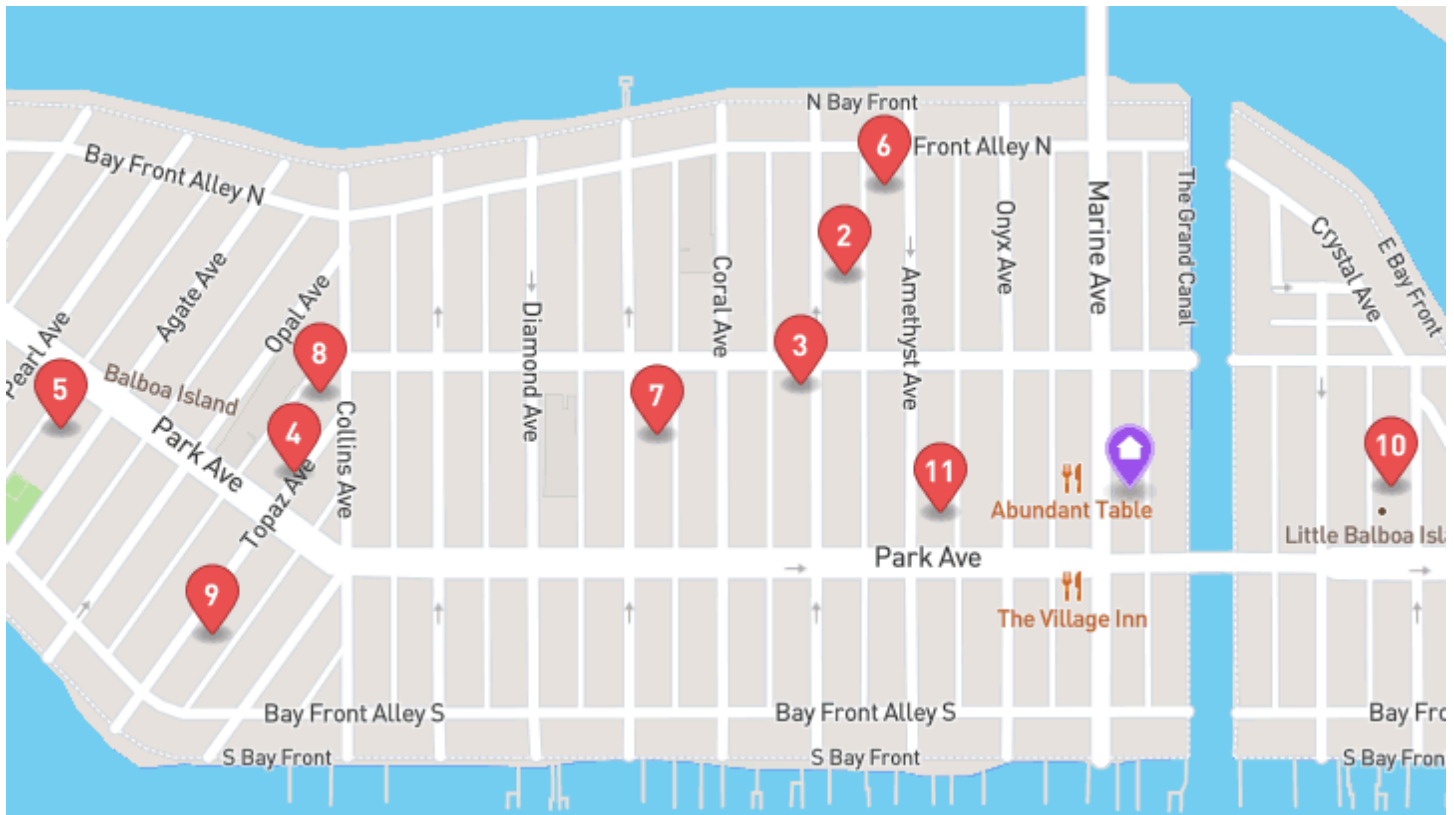 N Bay Front
6
Front Alley N
Bay Front Alley N
The Grand Canal
Marine Ave
Onyx Ave
2
Crystal Ave
E Bay Front
Agate Ave
Opal Ave
Coral Ave
Amethyst Ave
Pearl Ave
Diamond Ave
8
3
5
Balboa Island
7
4
Park Ave
Collins Ave
10
11
Abundant Table
Topaz Ave
Little Balboa Isla
Park Ave
9
The Village Inn
Bay Front Alley S
Bay Front Alley S
Bay Fro
S Bay Front
S Bay Front
S Bay Fron